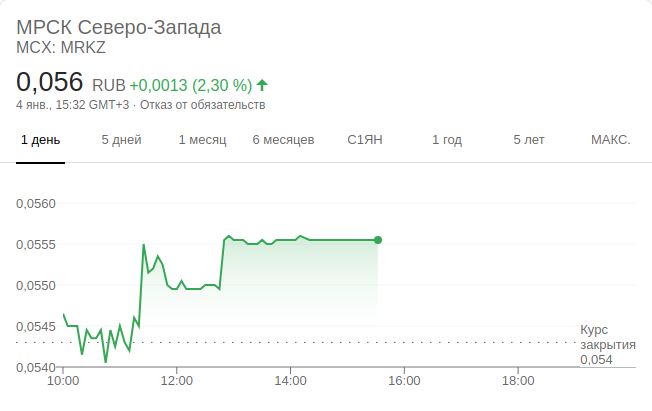 МРСК Северо-Запада
MCX: MRKZ
0,056 RUB +0,0013 (2,30 %)
4 янв., 15:32 GMT+3 · Отказ от обязательств
1 день 5 дней 1 месяц 6 месяцев С1ЯН 1 год 5 лет МАКС.
0,0560
0,0555
0,0550
0,0545
0,0540
Курс
закрытия
0,054
10:00 12:00 14:00 16:00 18:00